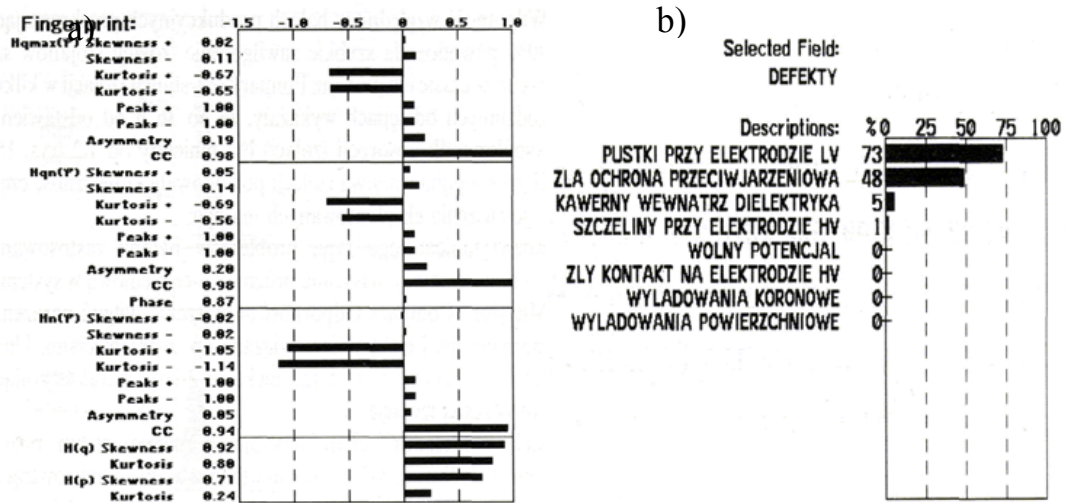 a)
Fingerprint: -1.5 -1.0 -0.5 0.0 0.5 1.0
Hqmax(Y) Skewness + 0.02
Skewness - 0.11
Kurtosis + -0.67
Kurtosis - -0.65
Peaks + 1.00
Peaks - 1.00
Asymmetry 0.19
CC 0.98
Hqn(Y) Skewness + 0.05
Skewness - 0.14
Kurtosis + -0.69
Kurtosis - -0.56
Peaks + 1.00
Peaks - 1.00
Asymmetry 0.20
CC 0.98
Phase 0.87
Hn(Y) Skewness + -0.02
Skewness - 0.02
Kurtosis + -1.05
Kurtosis - -1.14
Peaks + 1.00
Peaks - 1.00
Asymmetry 0.05
CC 0.94
H(q) Skewness 0.92
Kurtosis 0.80
H(p) Skewness 0.71
Kurtosis 0.24
b)
Selected Field:
DEFEKTY
Descriptions: % 0 25 50 75 100
PUSTKI PRZY ELEKTRODZIE LV 73
ZLA OCHRONA PRZECIWJARZENIOWA 48
KAWERNY WEWNATRZ DIELEKTRYKA 5
SZCZELINY PRZY ELEKTRODZIE HV 1
WOLNY POTENCJAL 0
ZLY KONTAKT NA ELEKTRODZIE HV 0
WYLADOWANIA KORONOWE 0
WYLADOWANIA POWIERZCHNIOWE 0